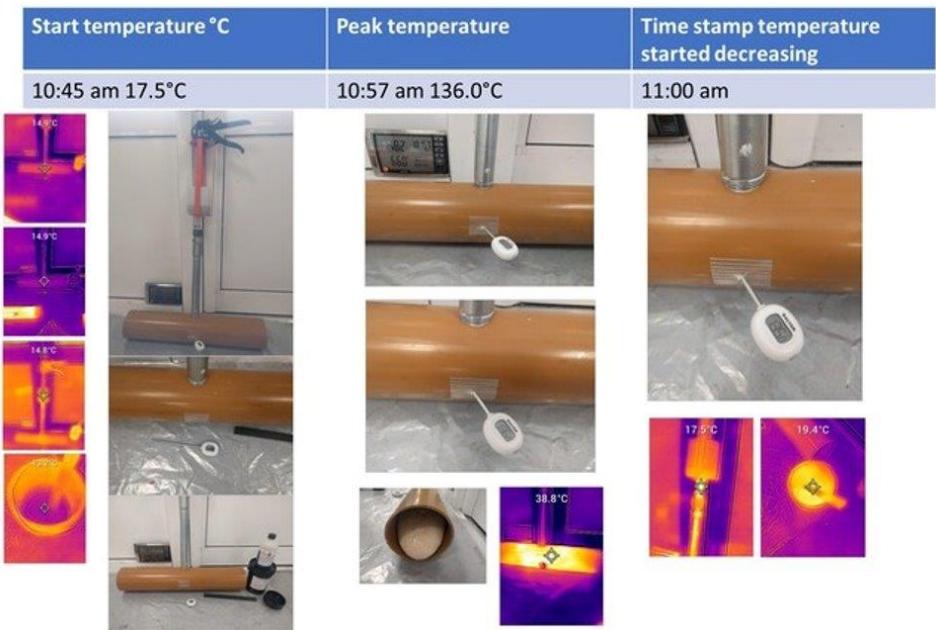 Start temperature °C
Peak temperature
Time stamp temperature
started decreasing
10:45 am 17.5°C
10:57 am 136.0°C
11:00 am
14.9°C
14.9°C
14.8°C
38.8°C
17.5°C
19.4°C